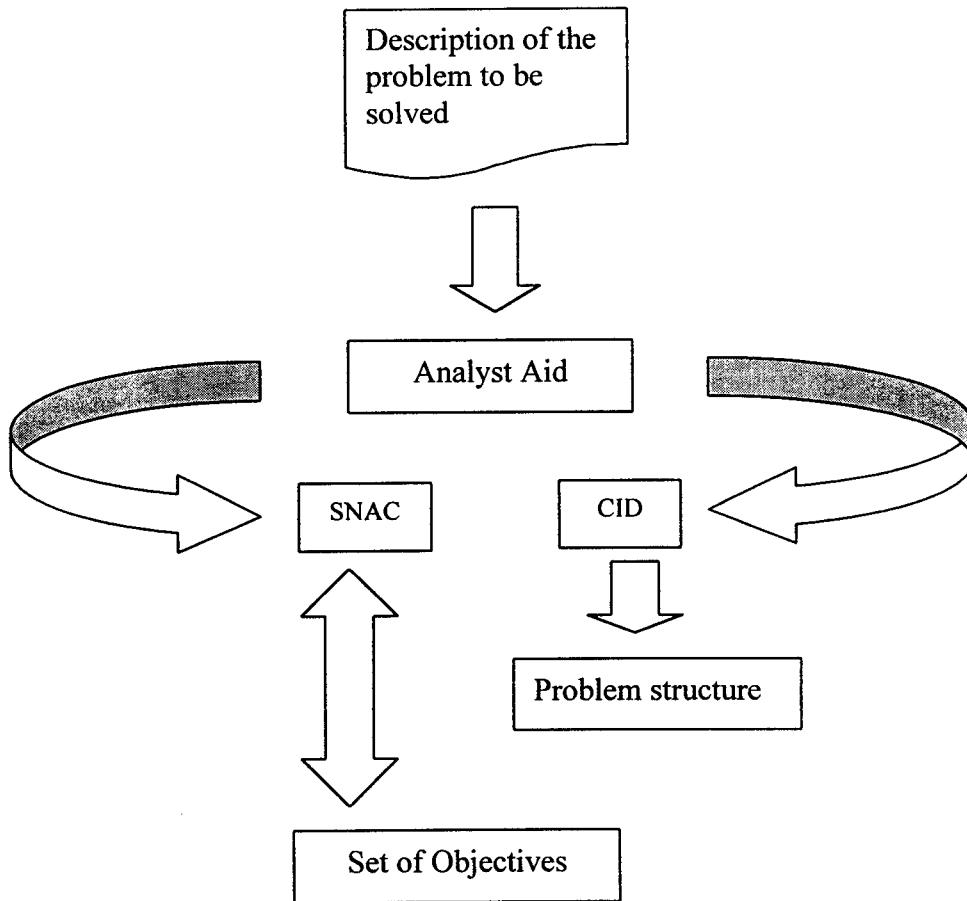 Description of the
problem to be
solved
Analyst Aid
SNAC
CID
Problem structure
Set of Objectives